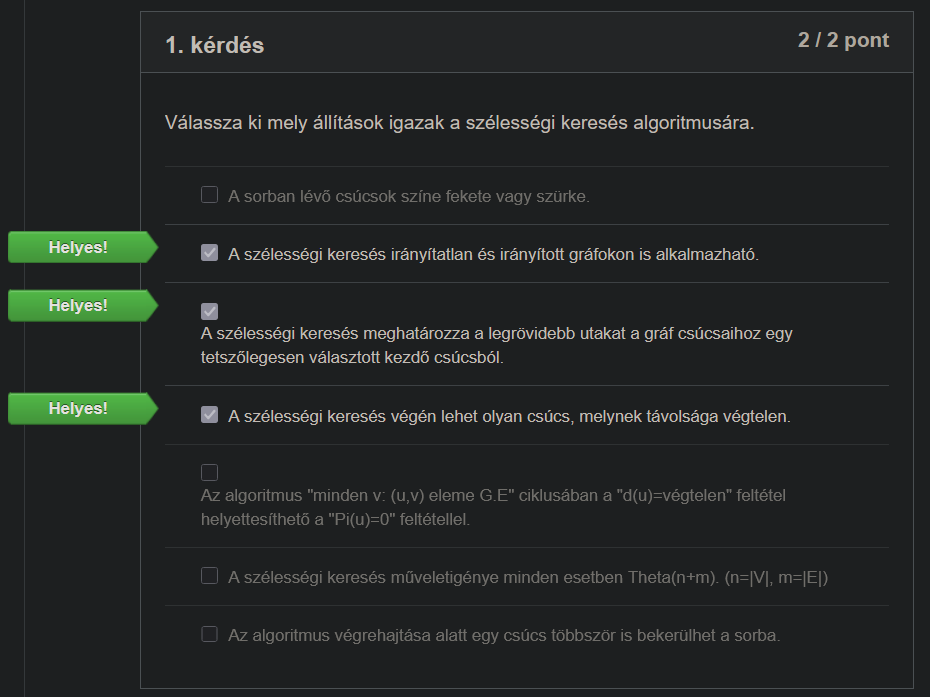 1. kérdés
2 / 2 pont
Válassza ki mely állítások igazak a szélességi keresés algoritmusára.
A sorban lévő csúcsok színe fekete vagy szürke.
Helyes!
A szélességi keresés irányítatlan és irányított gráfokon is alkalmazható.
Helyes!
A szélességi keresés meghatározza a legrövidebb utakat a gráf csúcsaihoz egy
tetszőlegesen választott kezdő csúcsból.
Helyes!
A szélességi keresés végén lehet olyan csúcs, melynek távolsága végtelen.
Az algoritmus "minden v: (u,v) eleme G.E" ciklusában a "d(u)=végtelen" feltétel
helyettesíthető a "Pi(u)=0" feltétellel.
A szélességi keresés műveletigénye minden esetben Theta(n+m). (n=|V|, m=|E|)
Az algoritmus végrehajtása alatt egy csúcs többször is bekerülhet a sorba.